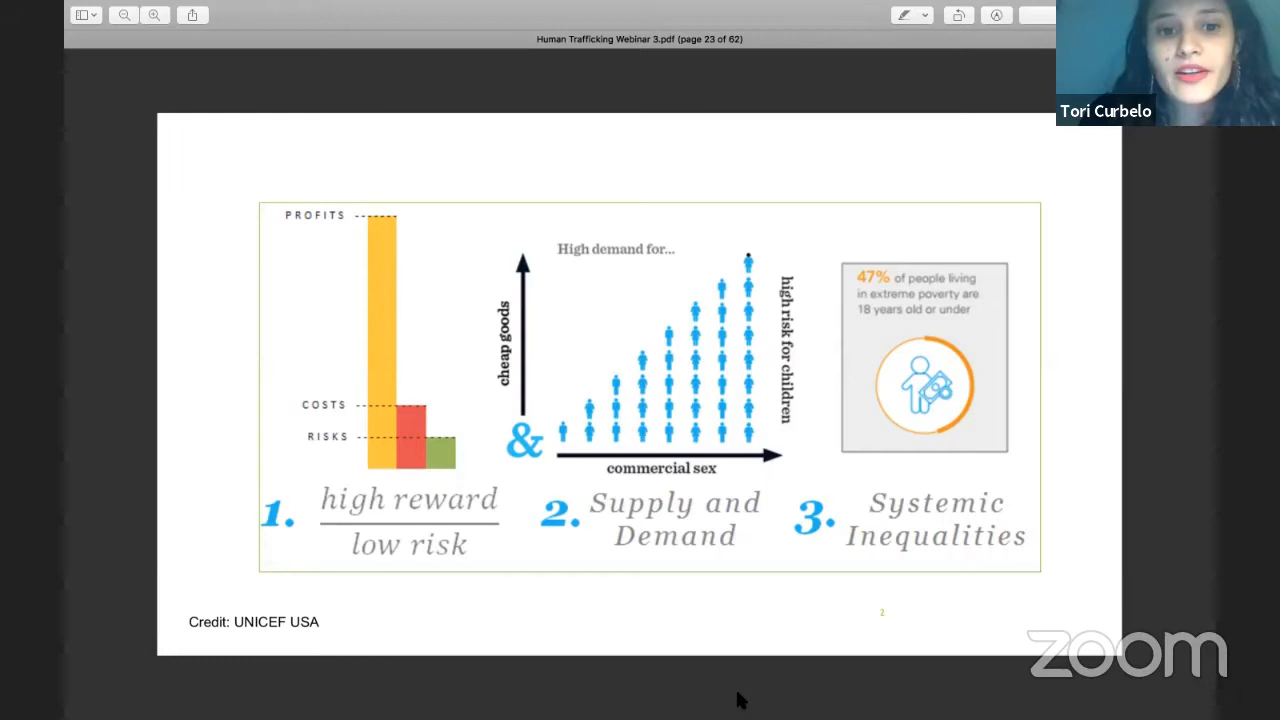 Human Trafficking Webinar 3.pdf (page 23 of 62)
Tori Curbelo
PROFITS
COSTS
RISKS
1.
high reward
low risk
High demand for...
cheap goods
&
commercial sex
high risk for children
2.
Supply and
Demand
47% of people living
in extreme poverty are
18 years old or under
3.
Systemic
Inequalities
Credit: UNICEF USA
2
zoom